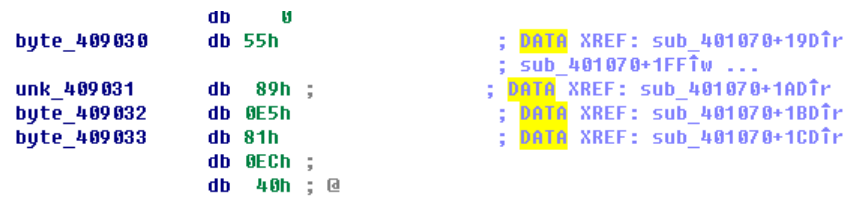 db 0
byte_409030 db 55h ; DATA XREF: sub_401070+19D↑r
; sub_401070+1FF↑w ...
unk_409031 db 89h ; ; DATA XREF: sub_401070+1AD↑r
byte_409032 db 0E5h ; DATA XREF: sub_401070+1BD↑r
byte_409033 db 81h ; DATA XREF: sub_401070+1CD↑r
db 0ECh ;
db 40h ; @